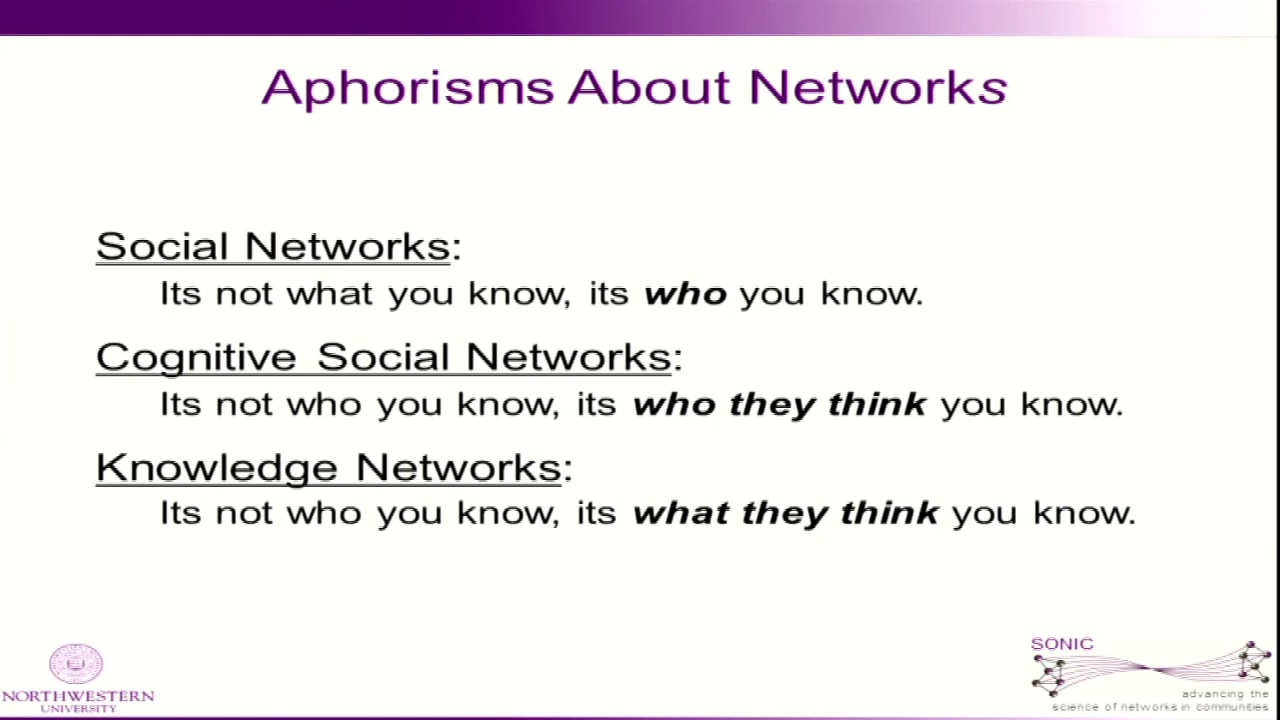 Aphorisms About Networks
Social Networks:
Its not what you know, its who you know.
Cognitive Social Networks:
Its not who you know, its who they think you know.
Knowledge Networks:
Its not who you know, its what they think you know.
NORTHWESTERN
UNIVERSITY
SONIC
advancing the
science of networks in communities